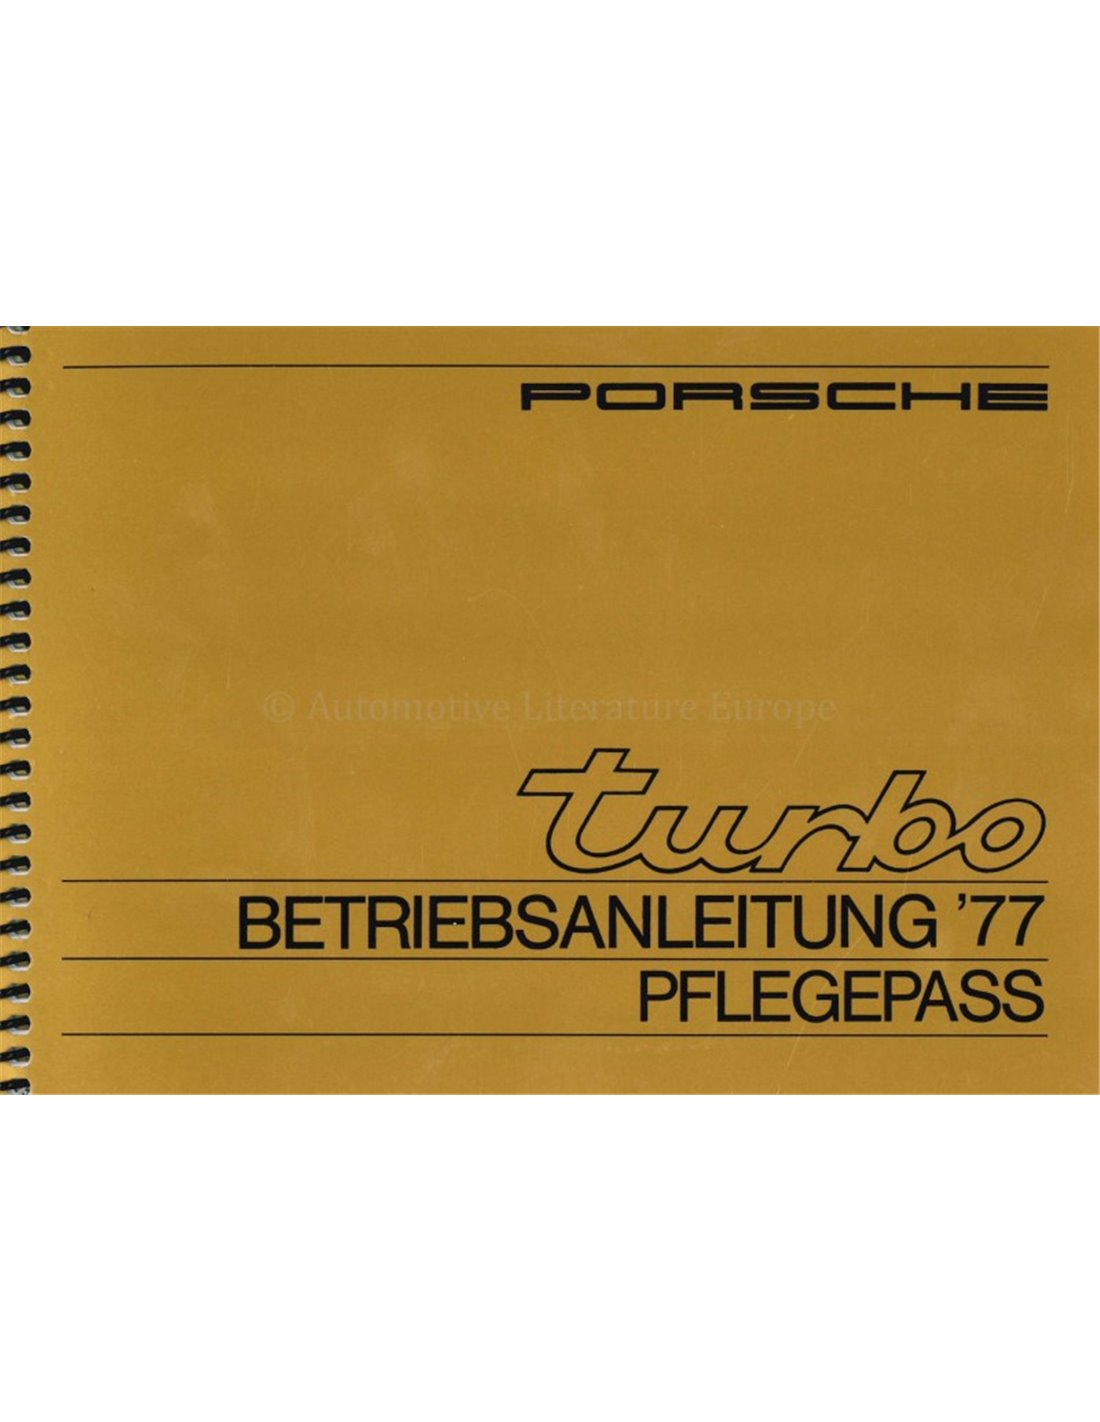 PORSCHE
© Automotive Literature Europe
turbo
BETRIEBSANLEITUNG '77
PFLEGEPASS